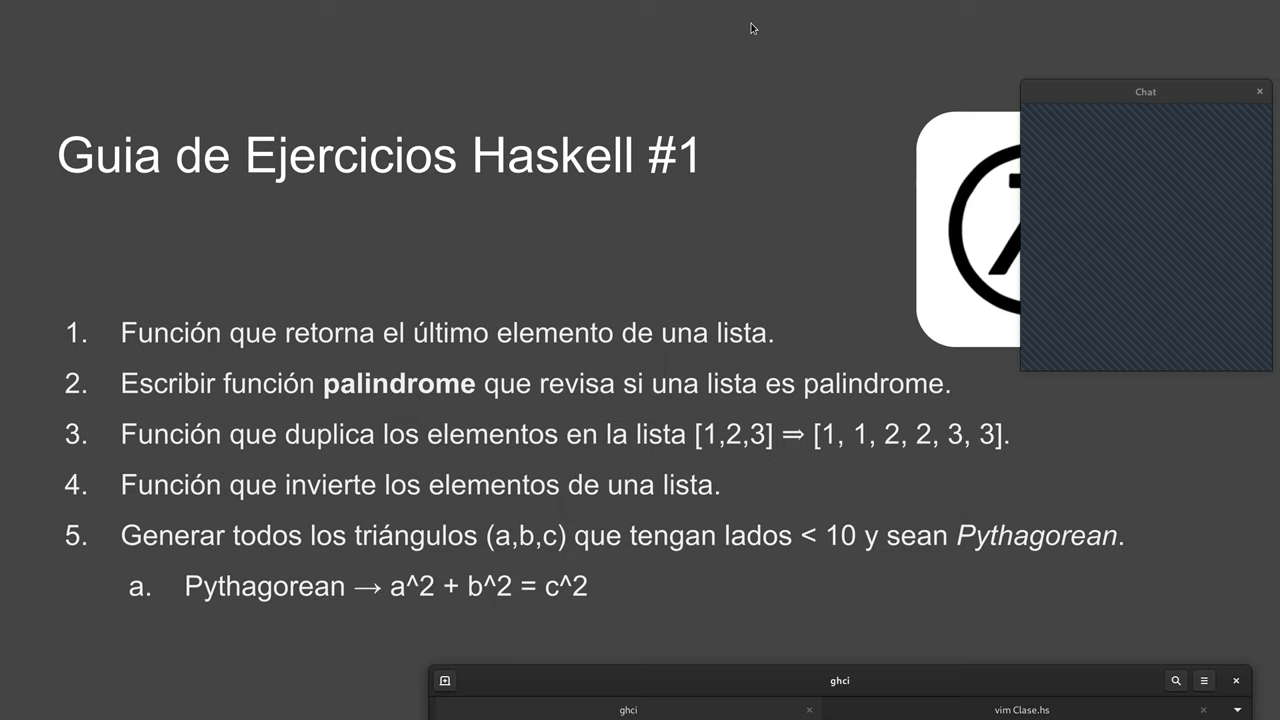 Chat
Guia de Ejercicios Haskell #1
1. Función que retorna el último elemento de una lista.
2. Escribir función palindrome que revisa si una lista es palindrome.
3. Función que duplica los elementos en la lista [1,2,3] ⇒ [1, 1, 2, 2, 3, 3].
4. Función que invierte los elementos de una lista.
5. Generar todos los triángulos (a,b,c) que tengan lados < 10 y sean Pythagorean.
a. Pythagorean → a^2 + b^2 = c^2
ghci
ghci
vim Clase.hs